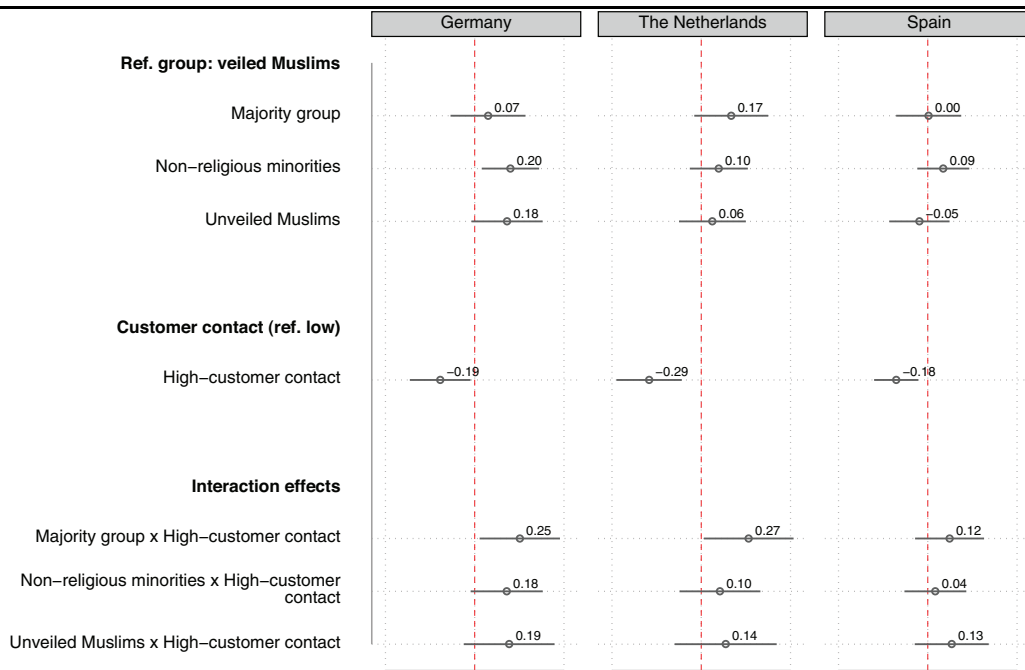 Germany
The Netherlands
Spain
Ref. group: veiled Muslims
Majority group
0.07
0.17
0.00
Non−religious minorities
0.20
0.10
0.09
Unveiled Muslims
0.18
0.06
−0.05
Customer contact (ref. low)
High−customer contact
−0.19
−0.29
−0.18
Interaction effects
Majority group x High−customer contact
0.25
0.27
0.12
Non−religious minorities x High−customer
contact
0.18
0.10
0.04
Unveiled Muslims x High−customer contact
0.19
0.14
0.13